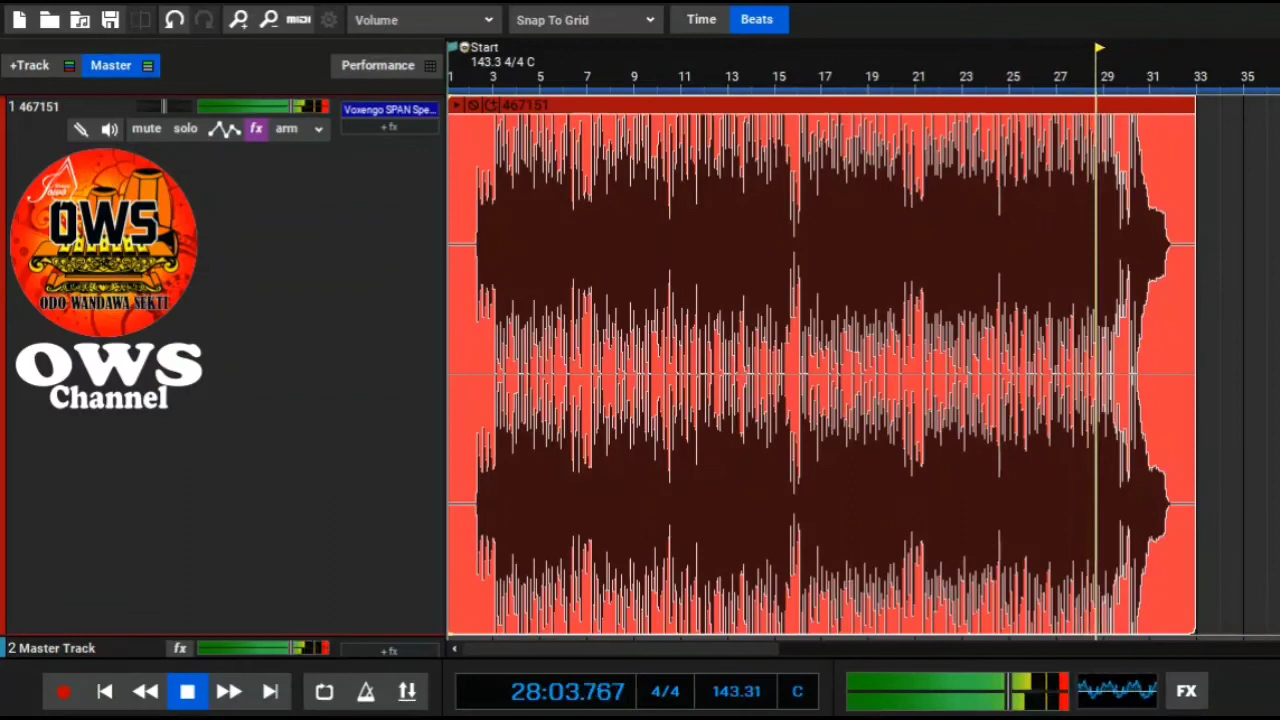 MIDI Volume Snap To Grid Time Beats
+Track Master Performance
Start
143.3 4/4 C
1 3 5 7 9 11 13 15 17 19 21 23 25 27 29 31 33 35
1 467151 Voxengo SPAN Spe...
467151
mute solo fx arm +fx
OWS
ODO WANDAWA SEKTI
OWS
Channel
2 Master Track fx +fx
28:03.767 4/4 143.31 C FX